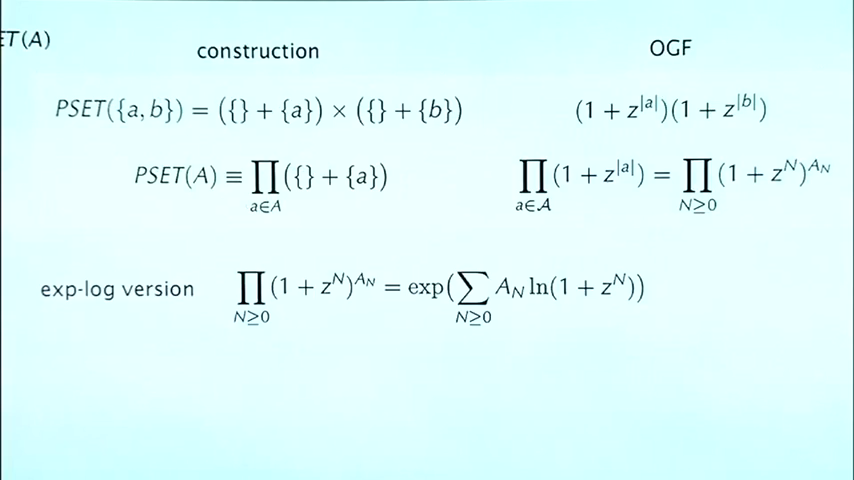 ET(A)
construction OGF
PSET({a, b}) = ({} + {a}) × ({} + {b}) (1 + z^{|a|})(1 + z^{|b|})
PSET(A) ≡ ∏_{a∈A} ({} + {a}) ∏_{a∈𝒜} (1 + z^{|a|}) = ∏_{N≥0} (1 + z^N)^{A_N}
exp-log version ∏_{N≥0} (1 + z^N)^{A_N} = exp(∑_{N≥0} A_N ln(1 + z^N))